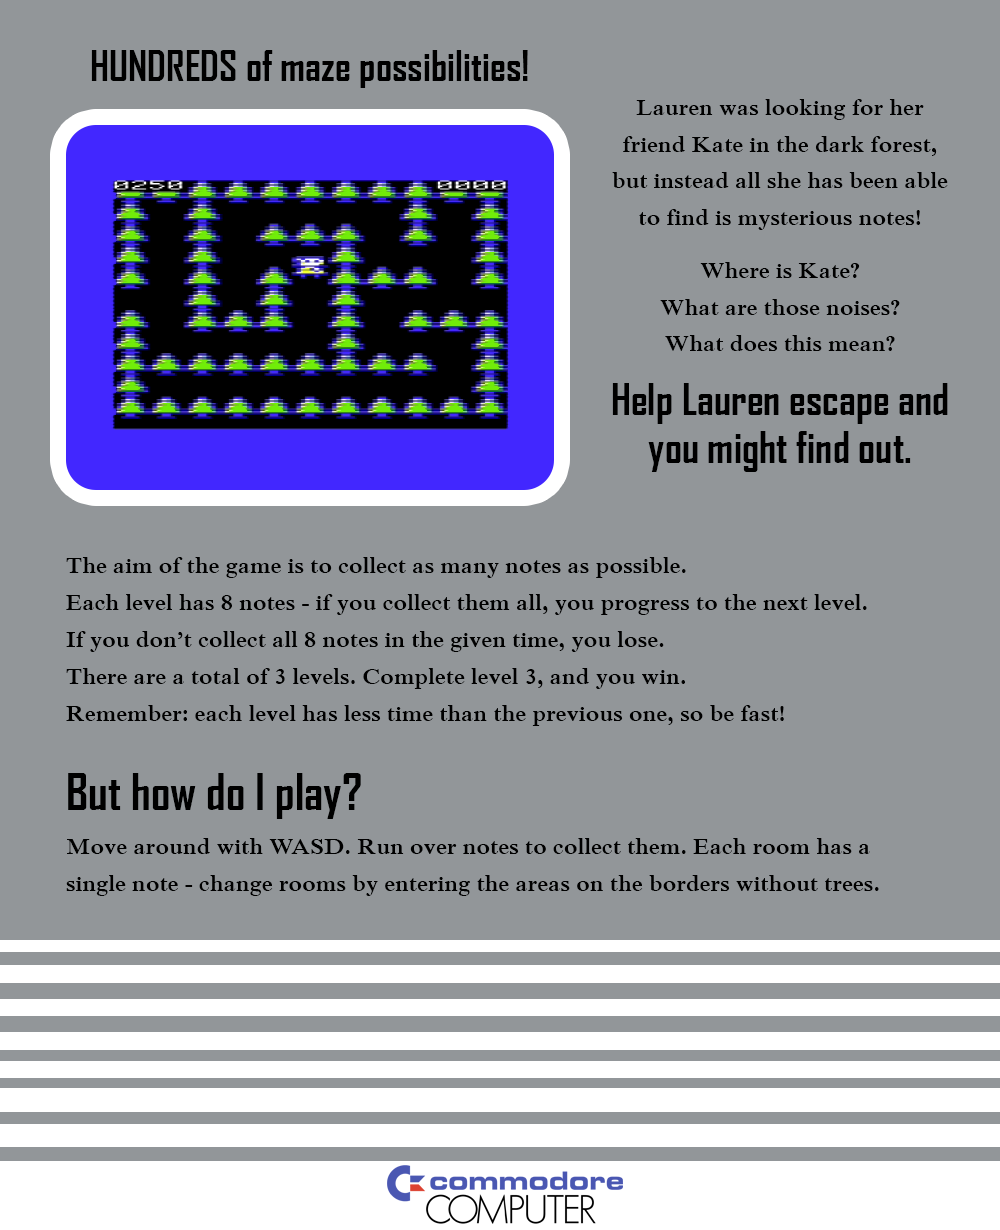 HUNDREDS of maze possibilities!
0250 0000
Lauren was looking for her
friend Kate in the dark forest,
but instead all she has been able
to find is mysterious notes!
Where is Kate?
What are those noises?
What does this mean?
Help Lauren escape and
you might find out.
The aim of the game is to collect as many notes as possible.
Each level has 8 notes - if you collect them all, you progress to the next level.
If you don’t collect all 8 notes in the given time, you lose.
There are a total of 3 levels. Complete level 3, and you win.
Remember: each level has less time than the previous one, so be fast!
But how do I play?
Move around with WASD. Run over notes to collect them. Each room has a
single note - change rooms by entering the areas on the borders without trees.
commodore
COMPUTER